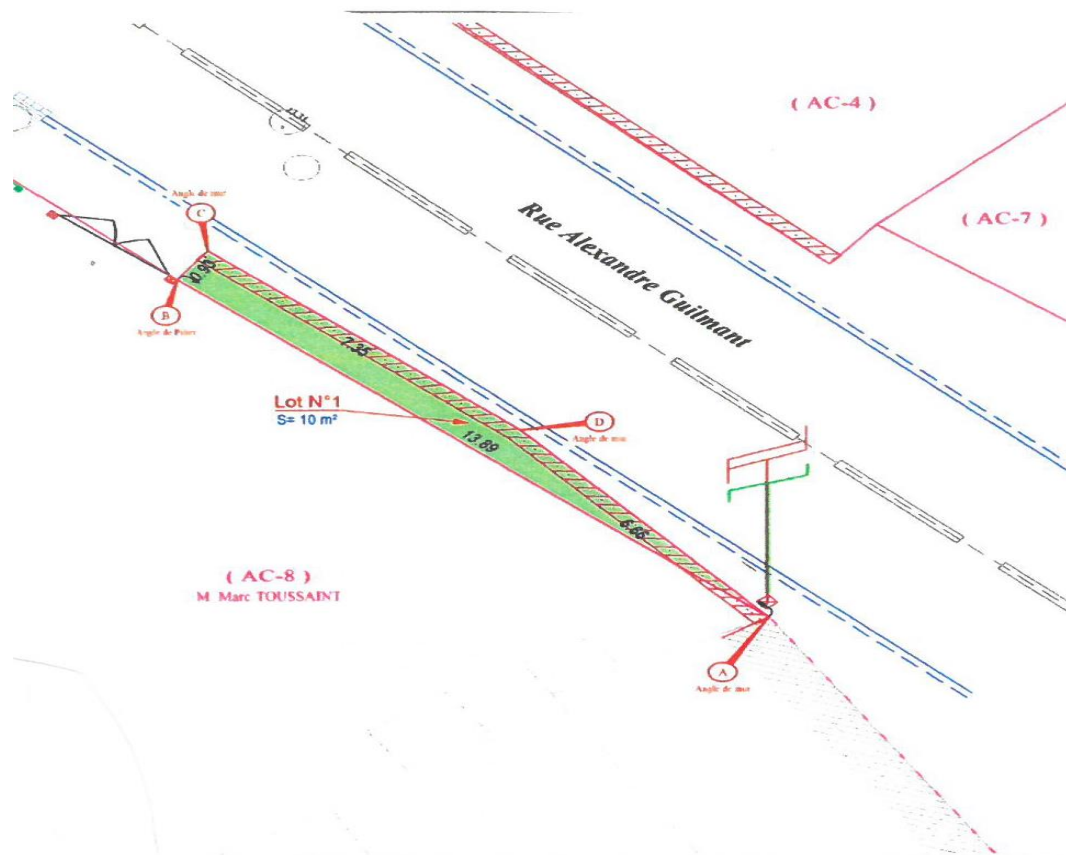 ( AC-4 )
( AC-7 )
Rue Alexandre Guilmant
Angle de mur
C
0.90
B
Angle de Pilier
7.35
Lot N°1
S= 10 m²
D
Angle de mur
13.89
6.66
( AC-8 )
M Marc TOUSSAINT
A
Angle de mur